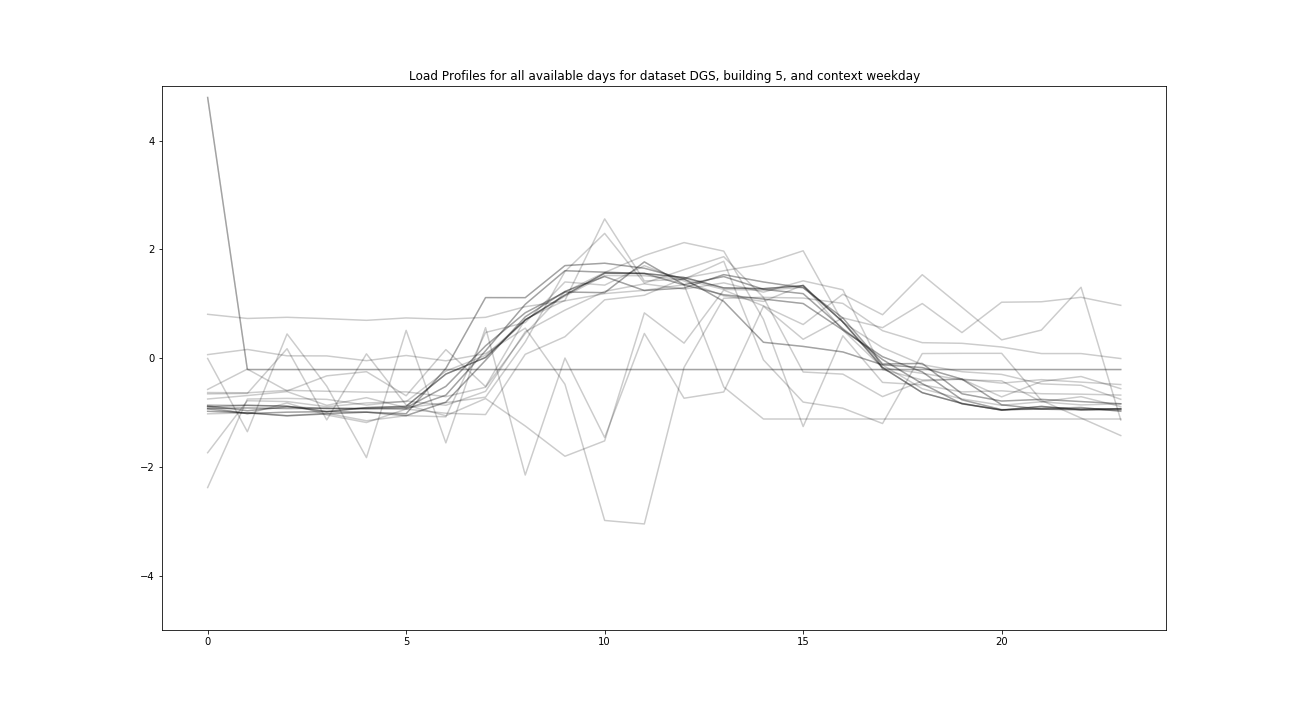 Load Profiles for all available days for dataset DGS, building 5, and context weekday
4
2
0
−2
−4
0 5 10 15 20